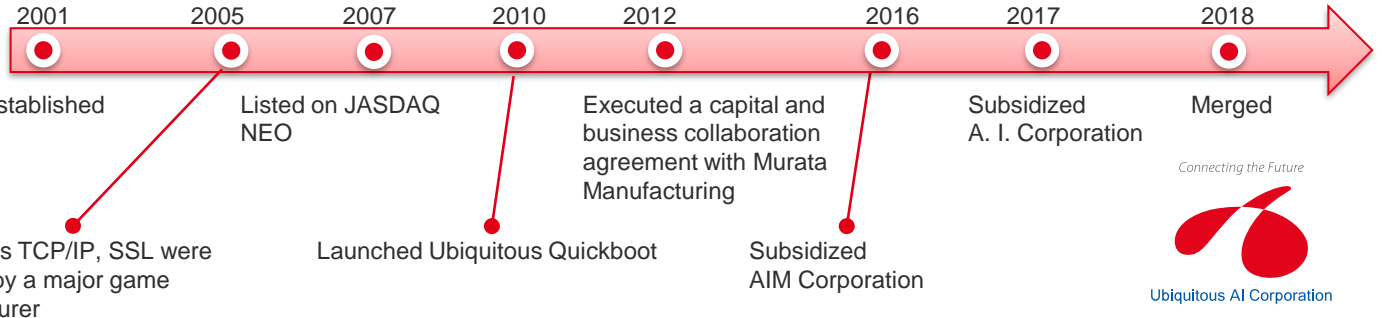 2001 2005 2007 2010 2012 2016 2017 2018
stablished
Listed on JASDAQ
NEO
Executed a capital and
business collaboration
agreement with Murata
Manufacturing
Subsidized
A. I. Corporation
Merged
s TCP/IP, SSL were
by a major game
urer
Launched Ubiquitous Quickboot
Subsidized
AIM Corporation
Connecting the Future
Ubiquitous AI Corporation